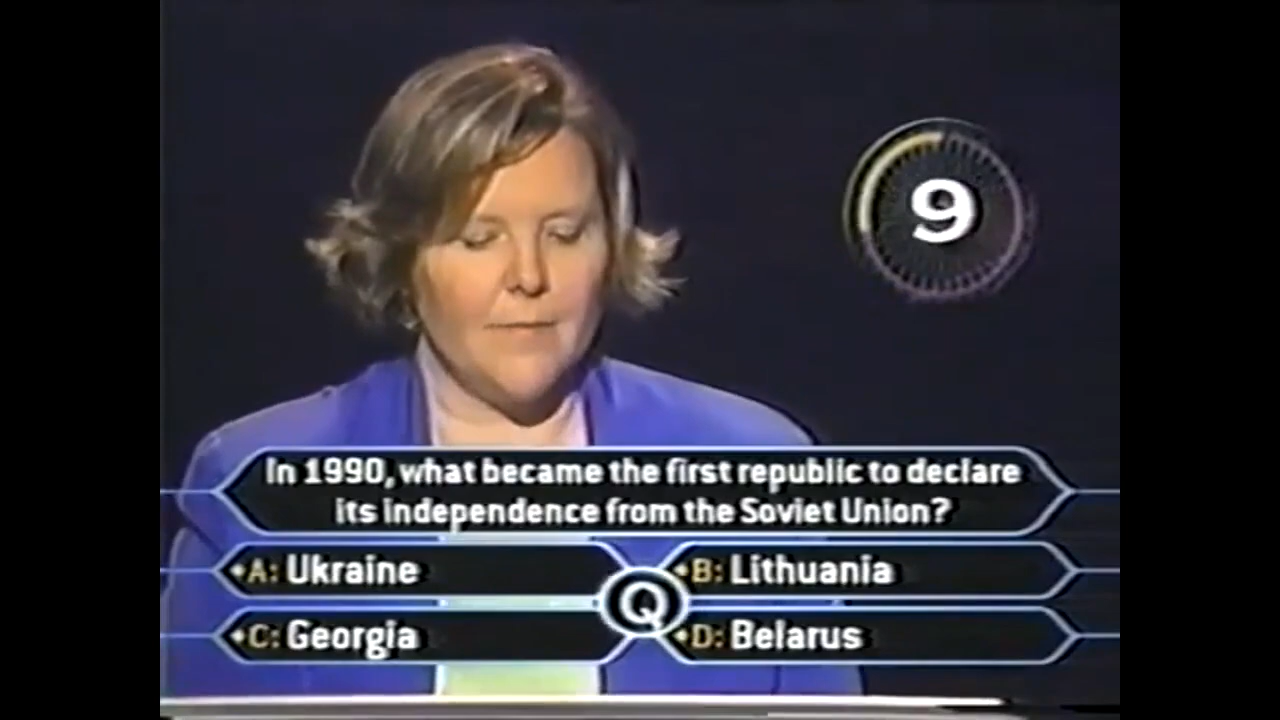 9
In 1990, what became the first republic to declare
its independence from the Soviet Union?
A: Ukraine
B: Lithuania
Q
C: Georgia
D: Belarus